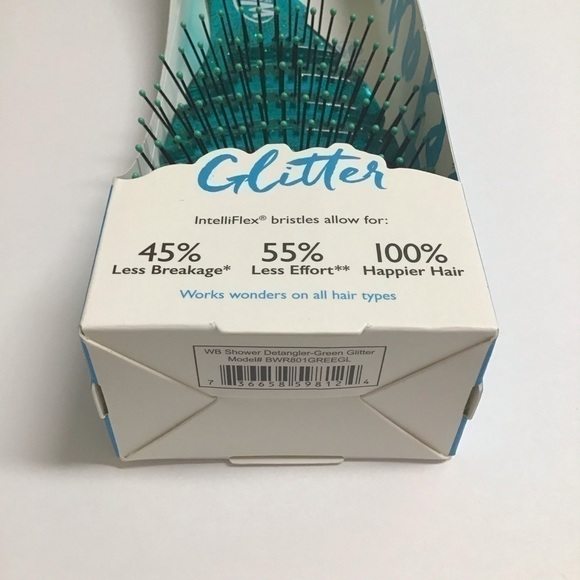 Glitter
IntelliFlex® bristles allow for:
45% 55% 100%
Less Breakage* Less Effort** Happier Hair
Works wonders on all hair types
WB Shower Detangler-Green Glitter
Model# BWR801GREEGL
7 36658 59812 4